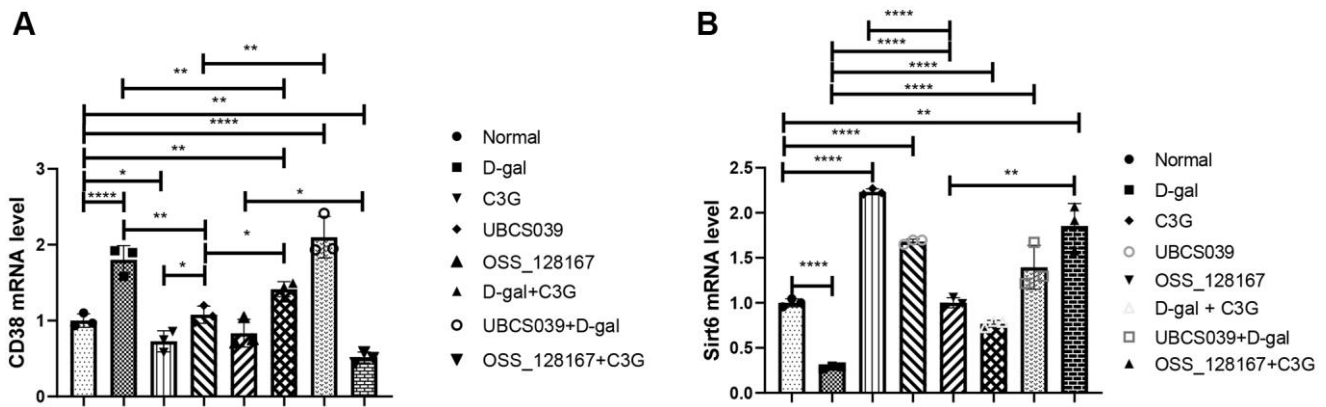 A
**
**
**
****
**
*
*
****
**
*
*
3
2
1
0
CD38 mRNA level
Normal
D-gal
C3G
UBCS039
OSS_128167
D-gal+C3G
UBCS039+D-gal
OSS_128167+C3G
B
****
****
****
****
**
****
****
**
****
2.5
2.0
1.5
1.0
0.5
0.0
Sirt6 mRNA level
Normal
D-gal
C3G
UBCS039
OSS_128167
D-gal + C3G
UBCS039+D-gal
OSS_128167+C3G